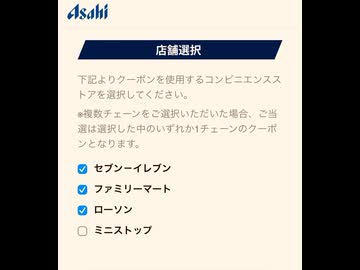 Asahi
店舗選択
下記よりクーポンを使用するコンビニエンスス
トアを選択してください。
※複数チェーンをご選択いただいた場合、ご当
選は選択した中のいずれか1チェーンのクーポ
ンとなります。
セブン－イレブン
ファミリーマート
ローソン
ミニストップ